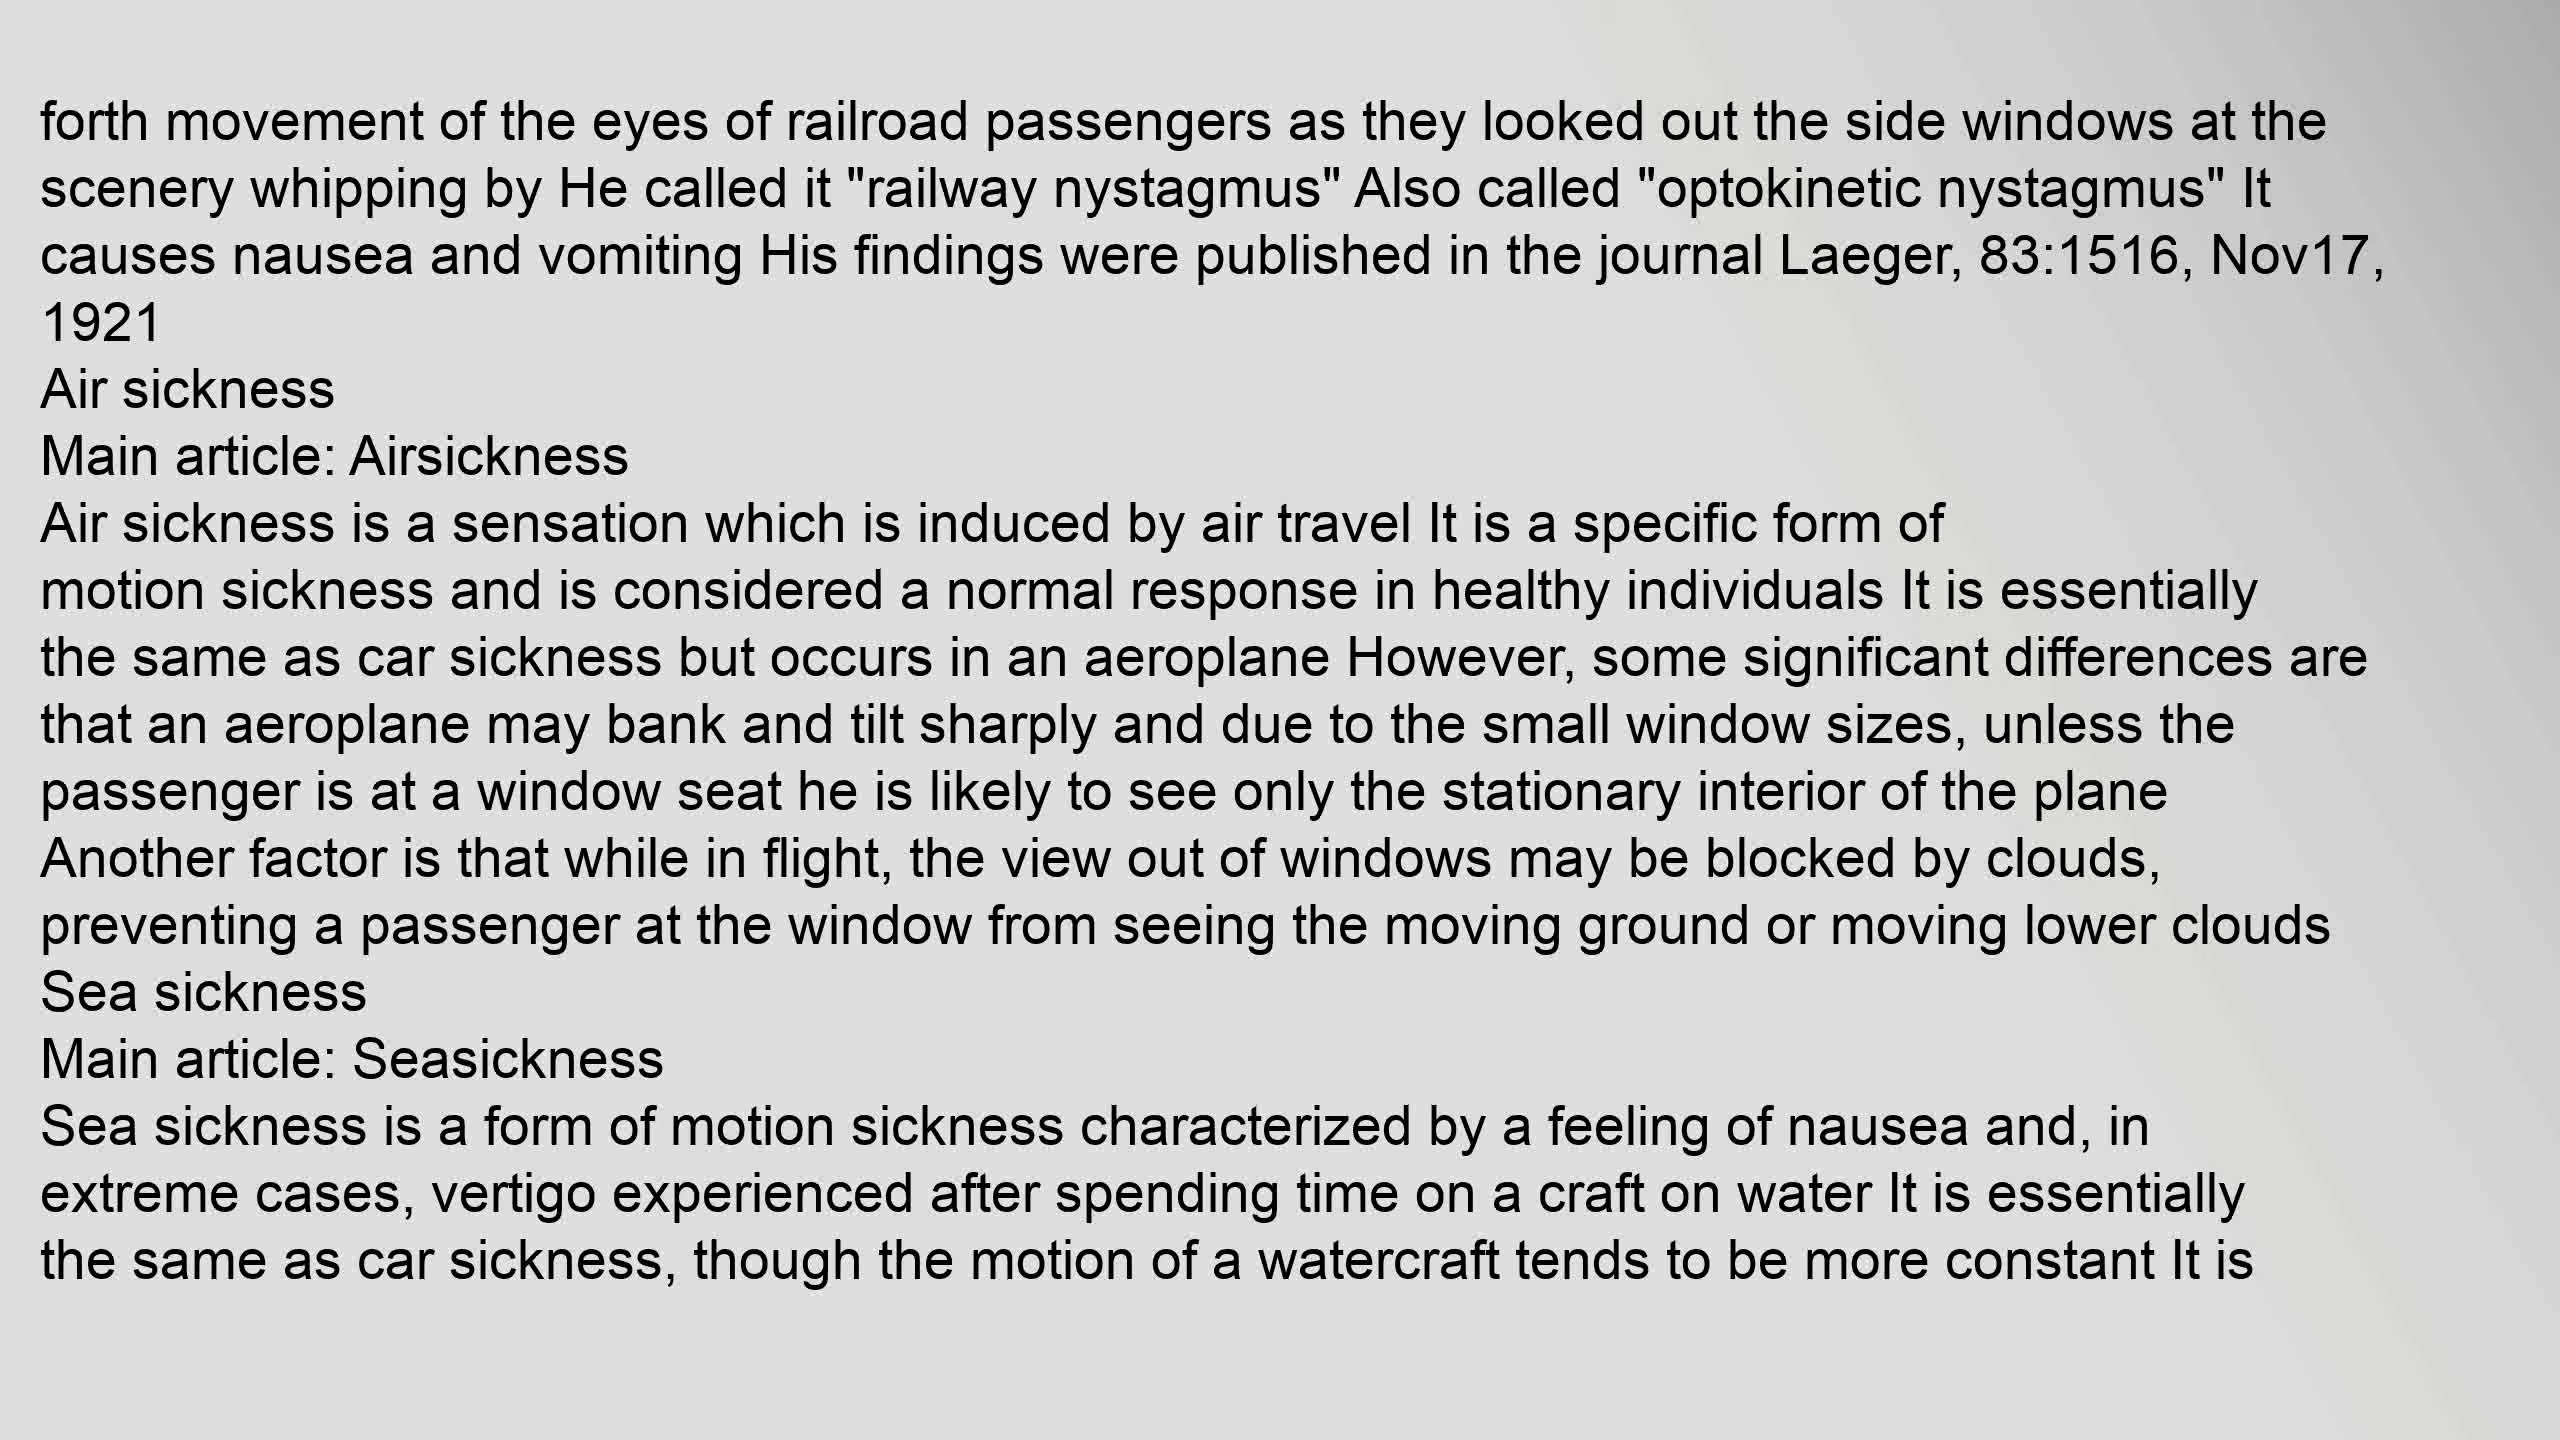 forth movement of the eyes of railroad passengers as they looked out the side windows at the
scenery whipping by He called it "railway nystagmus" Also called "optokinetic nystagmus" It
causes nausea and vomiting His findings were published in the journal Laeger, 83:1516, Nov17,
1921
Air sickness
Main article: Airsickness
Air sickness is a sensation which is induced by air travel It is a specific form of
motion sickness and is considered a normal response in healthy individuals It is essentially
the same as car sickness but occurs in an aeroplane However, some significant differences are
that an aeroplane may bank and tilt sharply and due to the small window sizes, unless the
passenger is at a window seat he is likely to see only the stationary interior of the plane
Another factor is that while in flight, the view out of windows may be blocked by clouds,
preventing a passenger at the window from seeing the moving ground or moving lower clouds
Sea sickness
Main article: Seasickness
Sea sickness is a form of motion sickness characterized by a feeling of nausea and, in
extreme cases, vertigo experienced after spending time on a craft on water It is essentially
the same as car sickness, though the motion of a watercraft tends to be more constant It is